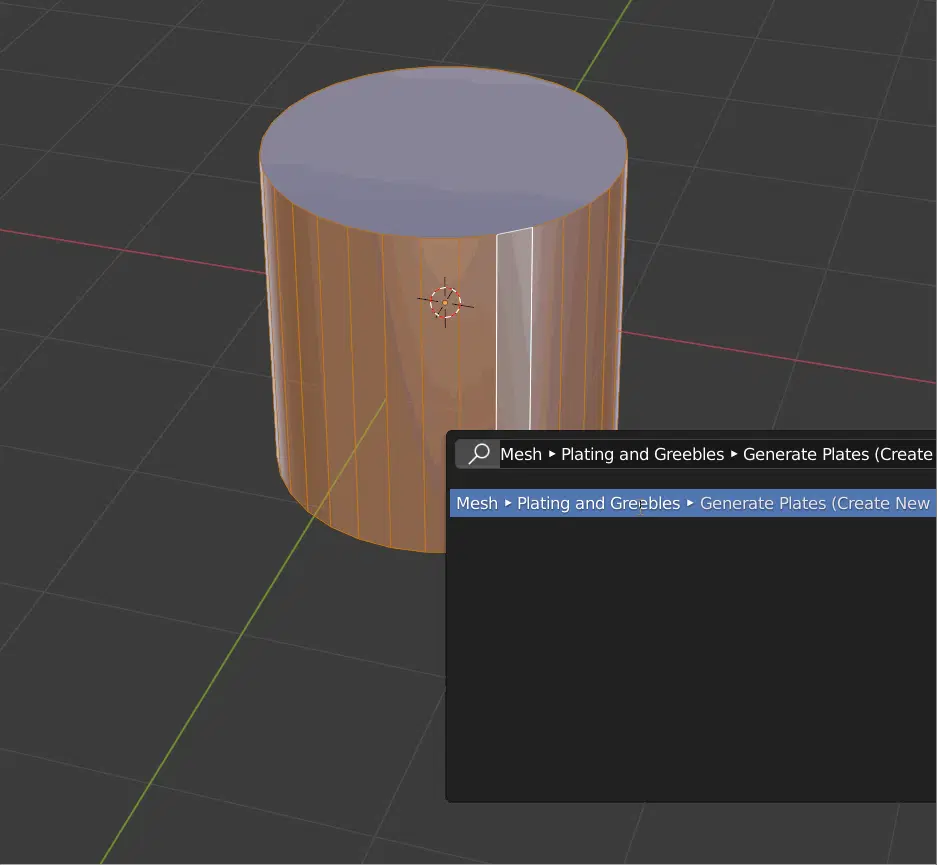 Mesh ▸ Plating and Greebles ▸ Generate Plates (Create
Mesh ▸ Plating and Greebles ▸ Generate Plates (Create New